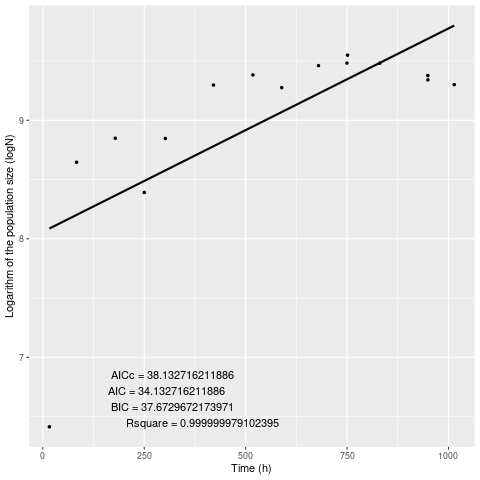 9
8
7
AICc = 38.132716211886
AIC = 34.132716211886
BIC = 37.6729672173971
Rsquare = 0.999999979102395
0
250
500
750
1000
Time (h)
Logarithm of the population size (logN)